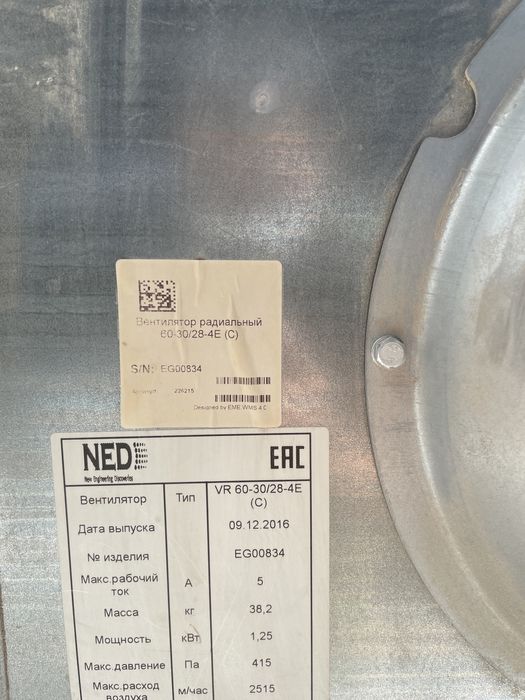 Вентилятор радиальный
60-30/28-4E (C)
S/N: EG00834
Артикул: 226215
Designed by EME.WMS 4.0
NED
New Engineering Discoveries
EAC
Вентилятор Тип VR 60-30/28-4E (C)
Дата выпуска 09.12.2016
№ изделия EG00834
Макс.рабочий ток А 5
Масса кг 38,2
Мощность кВт 1,25
Макс.давление Па 415
Макс.расход воздуха м/час 2515